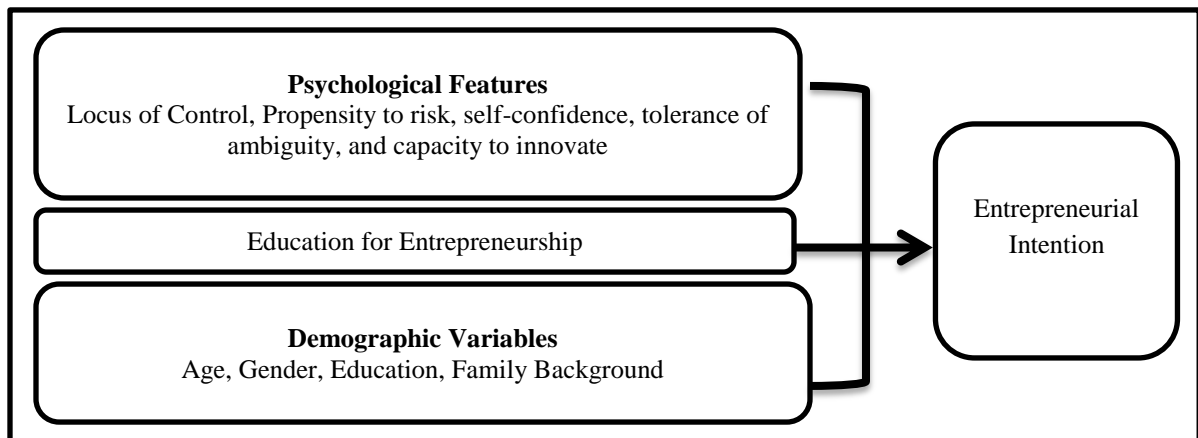 Psychological Features
Locus of Control, Propensity to risk, self-confidence, tolerance of
ambiguity, and capacity to innovate
Education for Entrepreneurship
Demographic Variables
Age, Gender, Education, Family Background
Entrepreneurial
Intention